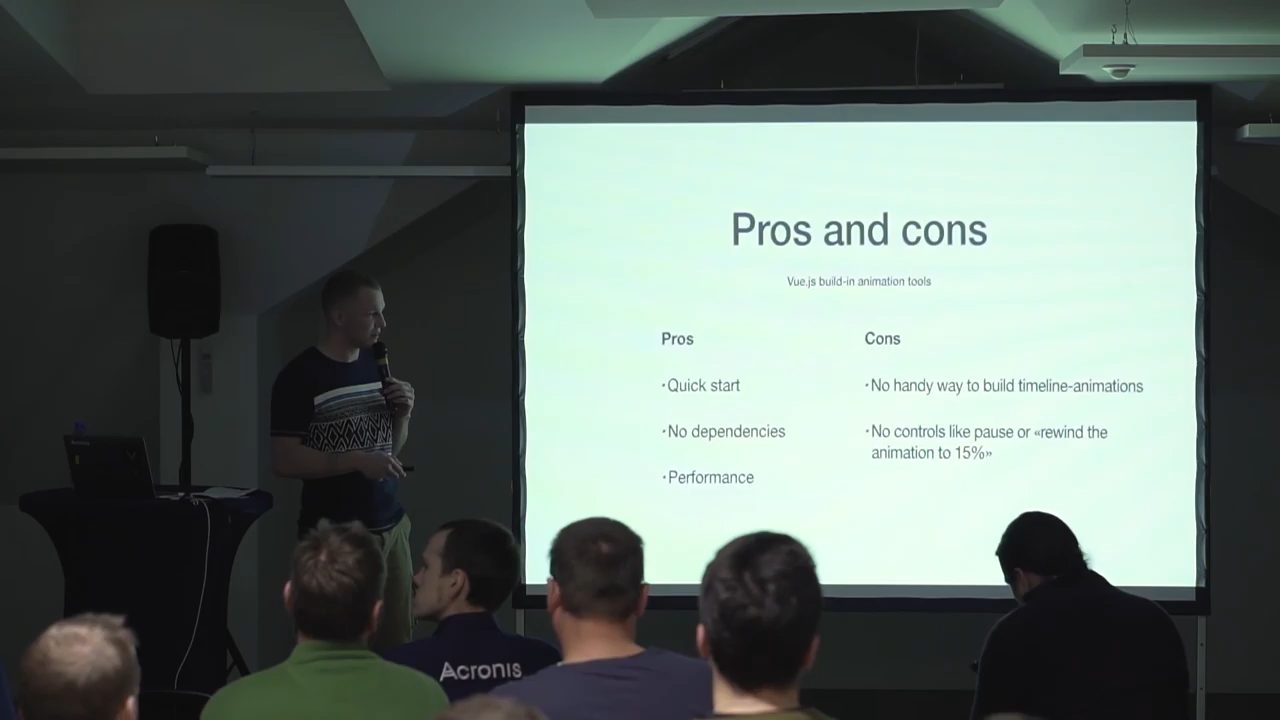 Pros and cons
Vue.js build-in animation tools
Pros
·Quick start
·No dependencies
·Performance
Cons
·No handy way to build timeline-animations
·No controls like pause or «rewind the
animation to 15%»
Acronis